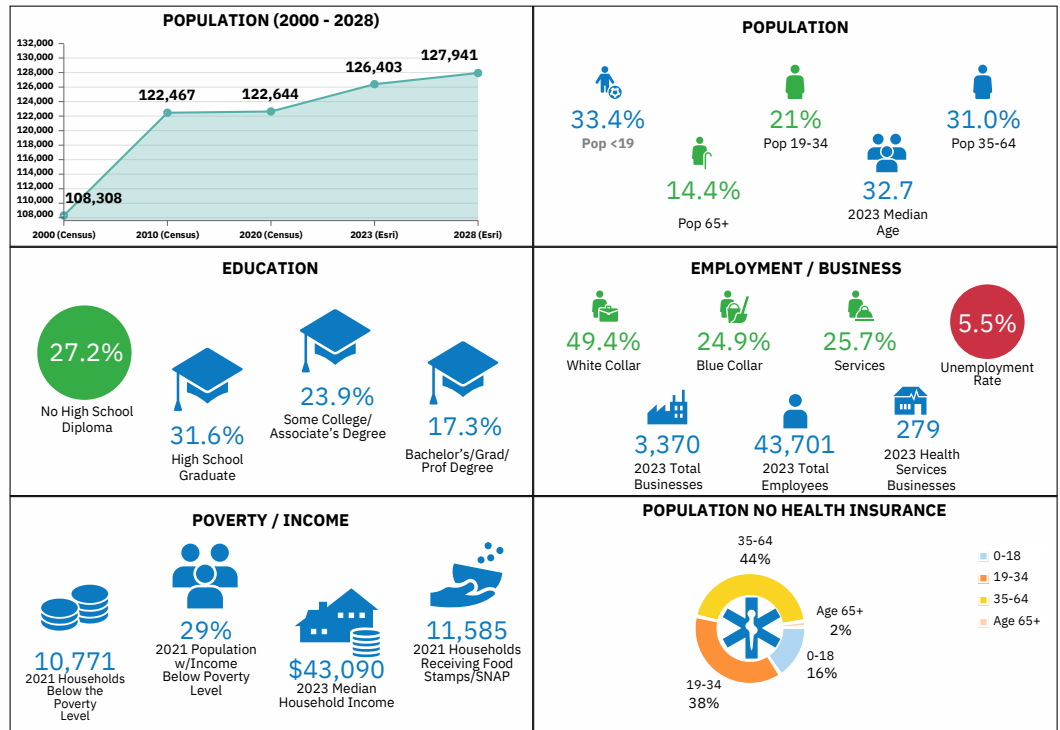 POPULATION (2000 - 2028)
132,000
130,000
128,000
126,000
124,000
122,000
120,000
118,000
116,000
114,000
112,000
110,000
108,000
108,308
122,467
122,644
126,403
127,941
2000 (Census)
2010 (Census)
2020 (Census)
2023 (Esri)
2028 (Esri)
POPULATION
33.4%
Pop <19
21%
Pop 19-34
31.0%
Pop 35-64
14.4%
Pop 65+
32.7
2023 Median
Age
EDUCATION
27.2%
No High School
Diploma
31.6%
High School
Graduate
23.9%
Some College/
Associate's Degree
17.3%
Bachelor's/Grad/
Prof Degree
EMPLOYMENT / BUSINESS
49.4%
White Collar
24.9%
Blue Collar
25.7%
Services
5.5%
Unemployment
Rate
3,370
2023 Total
Businesses
43,701
2023 Total
Employees
279
2023 Health
Services
Businesses
POVERTY / INCOME
10,771
2021 Households
Below the
Poverty
Level
29%
2021 Population
w/Income
Below Poverty
Level
$43,090
2023 Median
Household Income
11,585
2021 Households
Receiving Food
Stamps/SNAP
POPULATION NO HEALTH INSURANCE
35-64
44%
Age 65+
2%
0-18
16%
19-34
38%
0-18
19-34
35-64
Age 65+